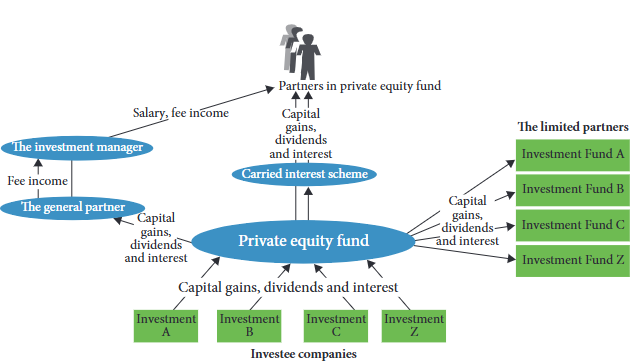 Partners in private equity fund
Salary, fee income
Capital
gains,
dividends
and interest
The limited partners
The investment manager
Investment Fund A
Carried interest scheme
Fee income
Investment Fund B
The general partner
Capital
gains,
dividends
and interest
Capital
gains,
dividends
and interest
Investment Fund C
Private equity fund
Investment Fund Z
Capital gains, dividends and interest
Investment
A
Investment
B
Investment
C
Investment
Z
Investee companies